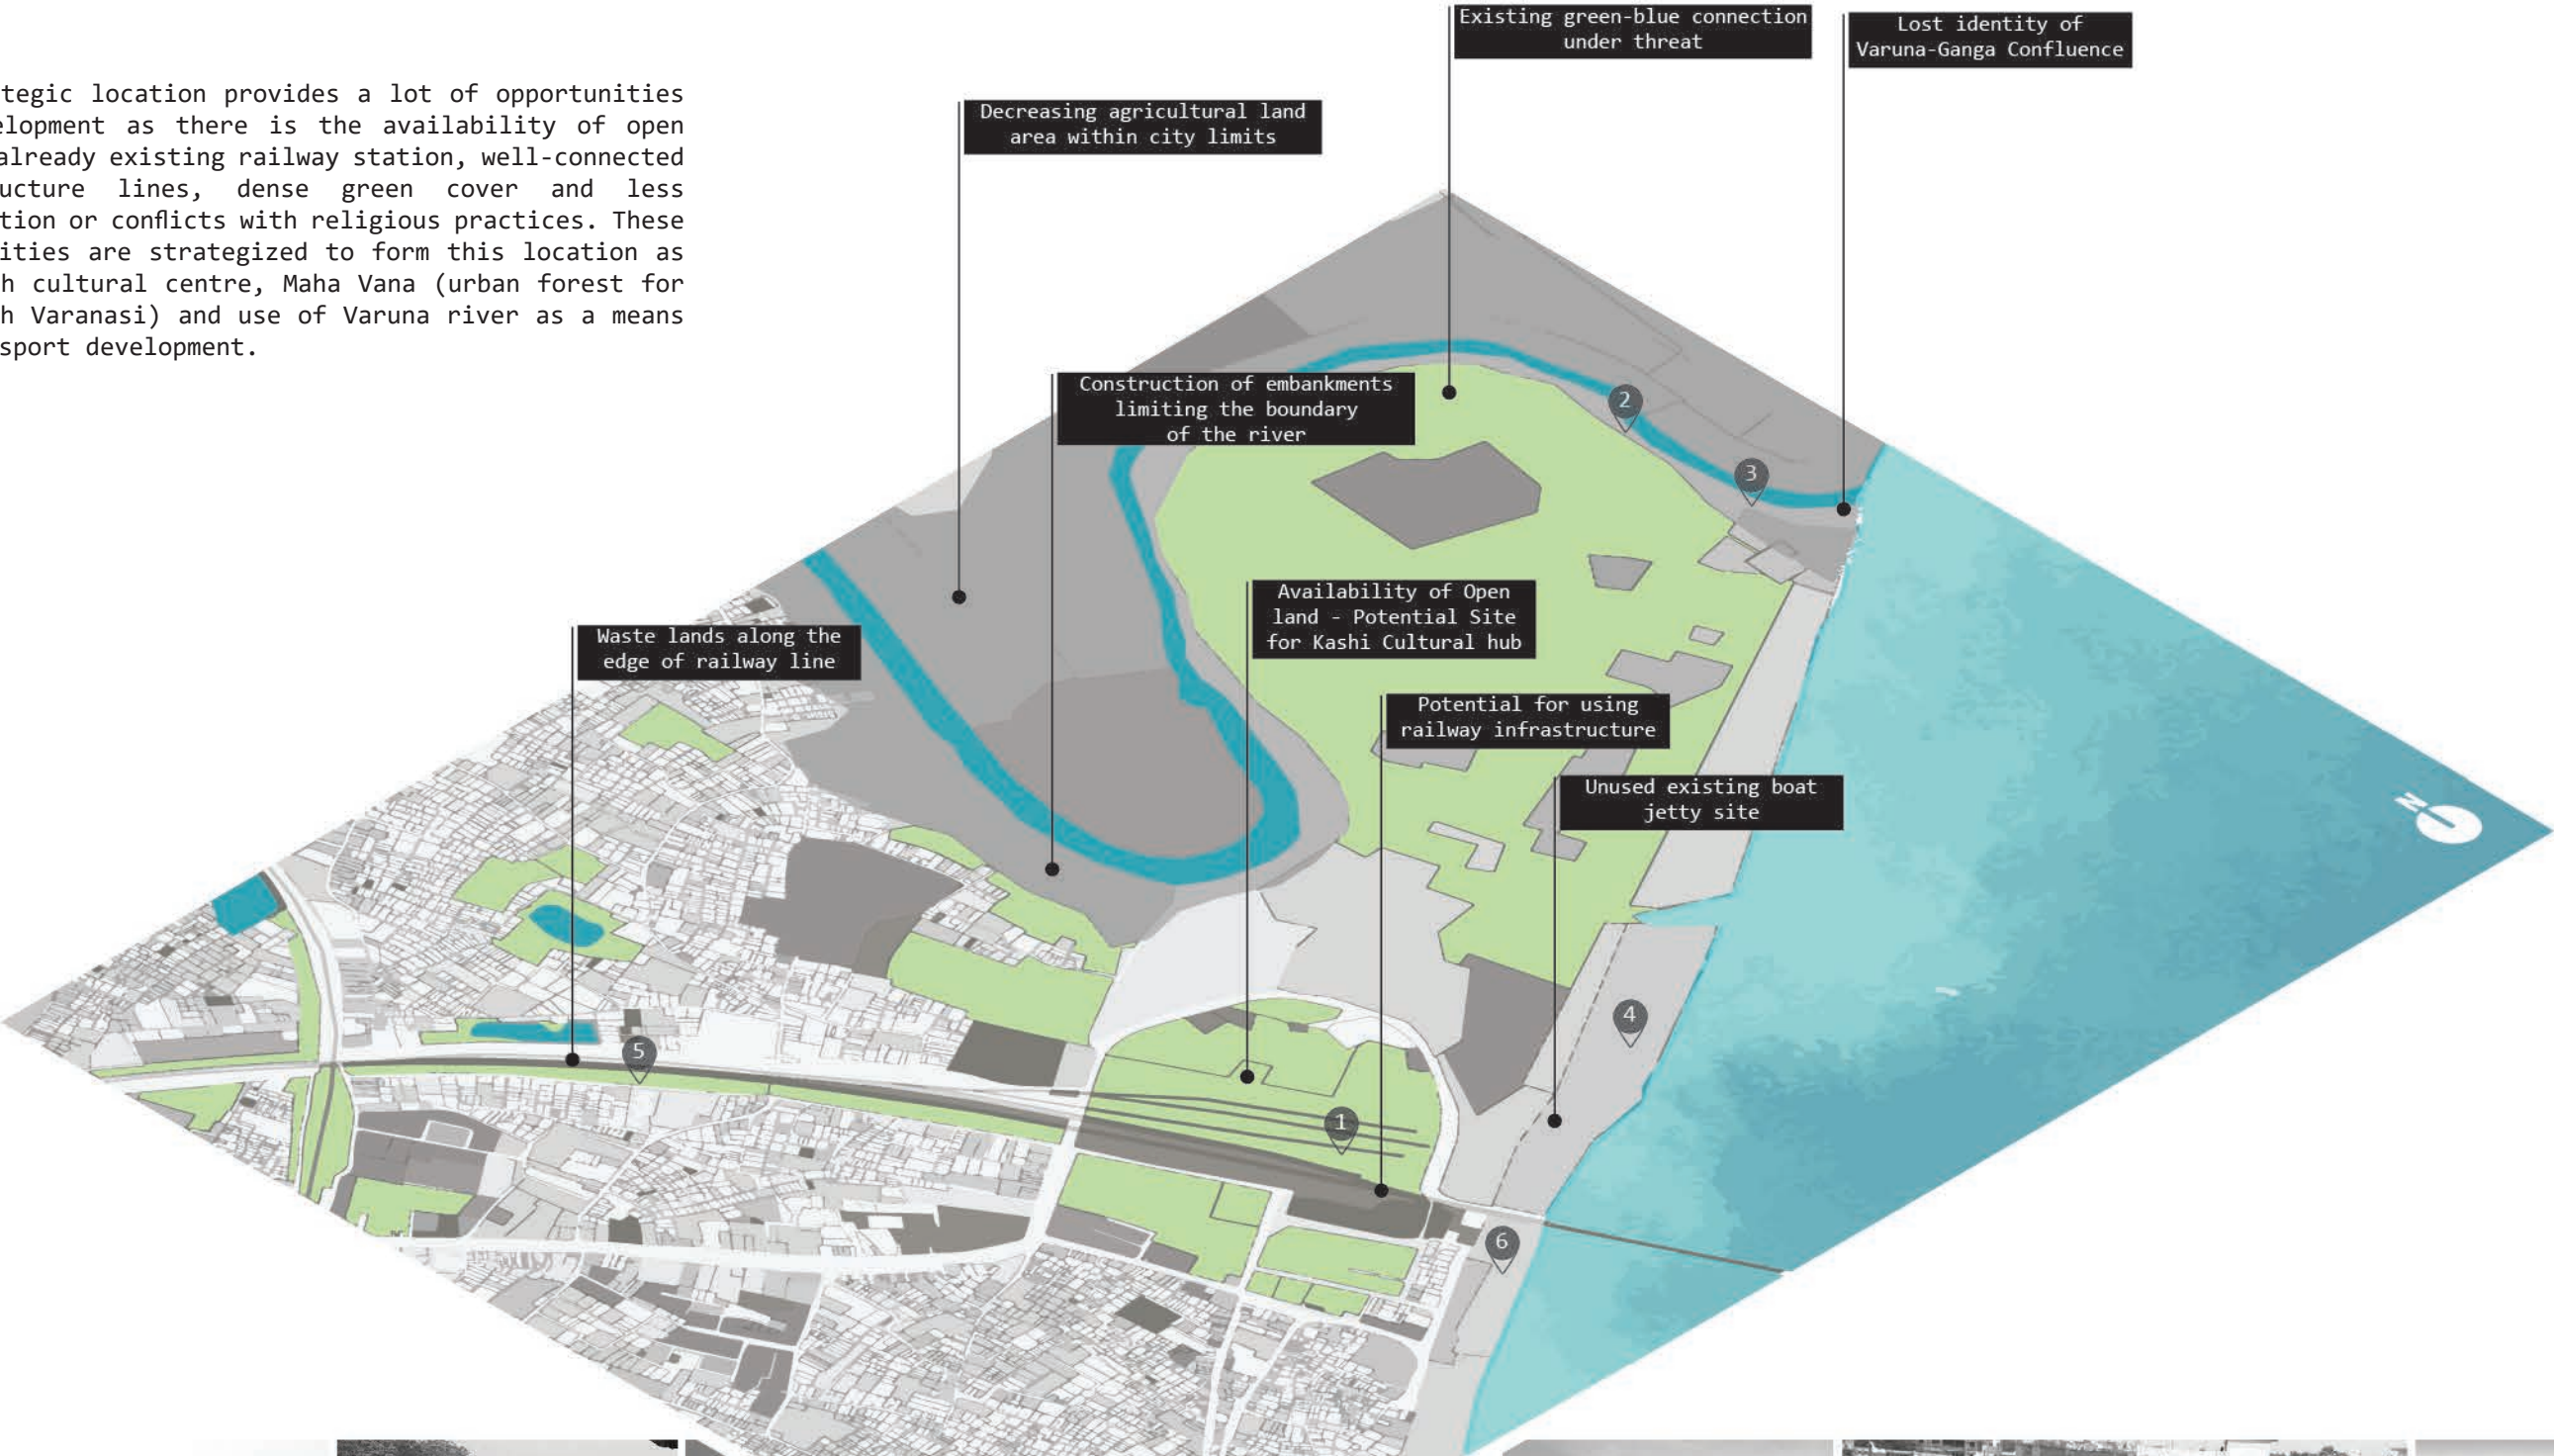 tegic location provides a lot of opportunities
elopment as there is the availability of open
already existing railway station, well-connected
ucture lines, dense green cover and less
tion or conflicts with religious practices. These
ities are strategized to form this location as
h cultural centre, Maha Vana (urban forest for
h Varanasi) and use of Varuna river as a means
sport development.
Existing green-blue connection
under threat
Lost identity of
Varuna-Ganga Confluence
Decreasing agricultural land
area within city limits
Construction of embankments
limiting the boundary
of the river
2
3
Availability of Open
land - Potential Site
for Kashi Cultural hub
Waste lands along the
edge of railway line
Potential for using
railway infrastructure
Unused existing boat
jetty site
N
4
5
1
6